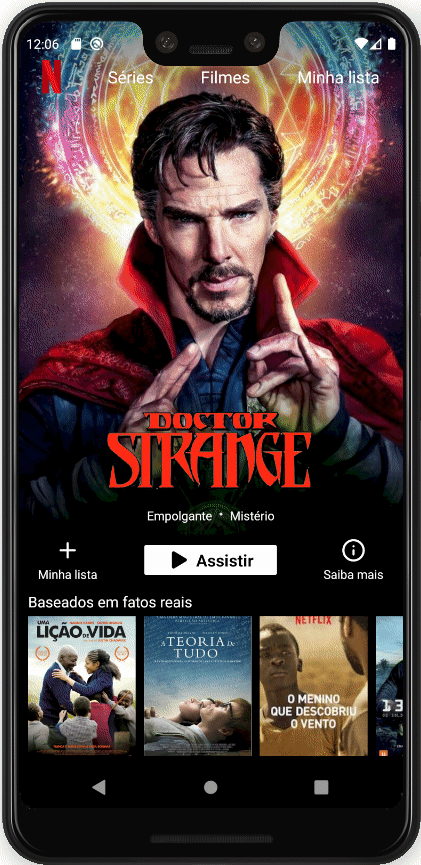 12:06
N
Séries Filmes Minha lista
DOCTOR
STRANGE
Empolgante • Mistério
Minha lista
Assistir
Saiba mais
Baseados em fatos reais
UMA
LIÇÃO DE VIDA
A TEORIA DE
TUDO
NETFLIX
O MENINO
QUE DESCOBRIU
O VENTO
13